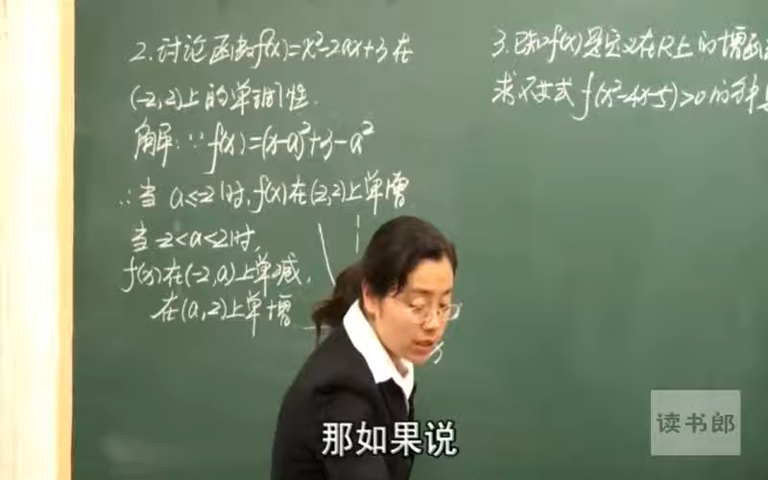 2.讨论函数f(x)=x²-2ax+3在
(-2,2)上的单调性.
解:∵f(x)=(x-a)²+3-a²
∴当a≤-2时,f(x)在(-2,2)上单增
当-2<a<2时,
f(x)在(-2,a)上单减,
在(a,2)上单增
3.已知f(x)是定义在R上的增函
求不等式f(x²-4x-5)>0的
那如果说
读书郎